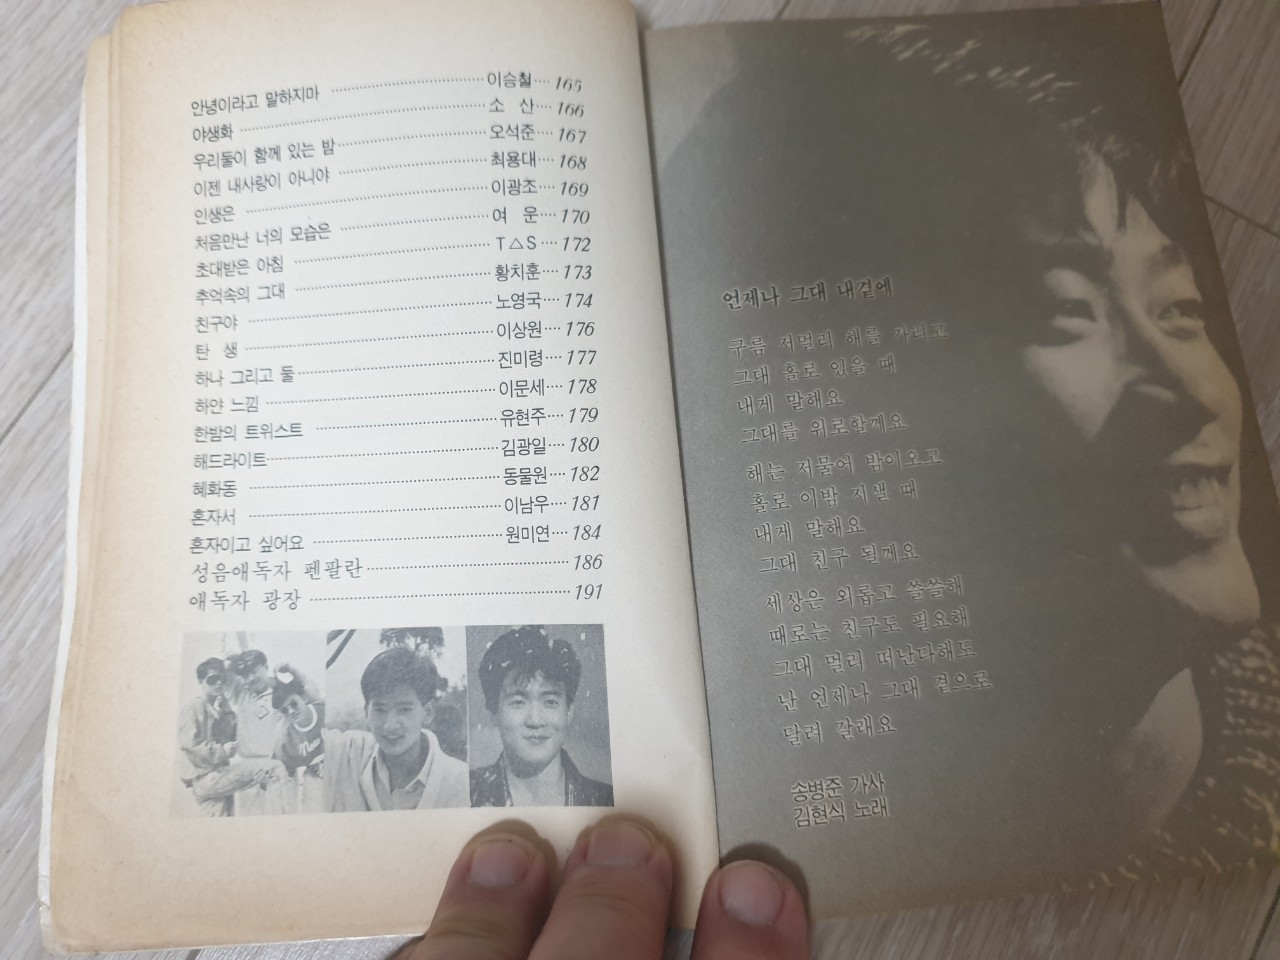 안녕이라고 말하지마 이승철 165
야생화 소 산 166
우리둘이 함께 있는 밤 오석준 167
이젠 내사랑이 아니야 최용대 168
인생은 이광조 169
처음만난 너의 모습은 여 운 170
초대받은 아침 T△S 172
추억속의 그대 황치훈 173
친구야 노영국 174
탄 생 이상원 176
하나 그리고 둘 진미령 177
하얀 느낌 이문세 178
한밤의 트위스트 유현주 179
해드라이트 김광일 180
혜화동 동물원 182
혼자서 이남우 181
혼자이고 싶어요 원미연 184
성음애독자 펜팔란 186
애독자 광장 191
언제나 그대 내곁에
구름 저멀리 해를 가리고
그대 홀로 있을 때
내게 말해요
그대를 위로할께요
해는 저물어 밤이오고
홀로 이밤 지샐 때
내게 말해요
그대 친구 될께요
세상은 외롭고 쓸쓸해
때로는 친구도 필요해
그대 멀리 떠난다해도
난 언제나 그대 곁으로
달려 갈래요
송병준 가사
김현식 노래